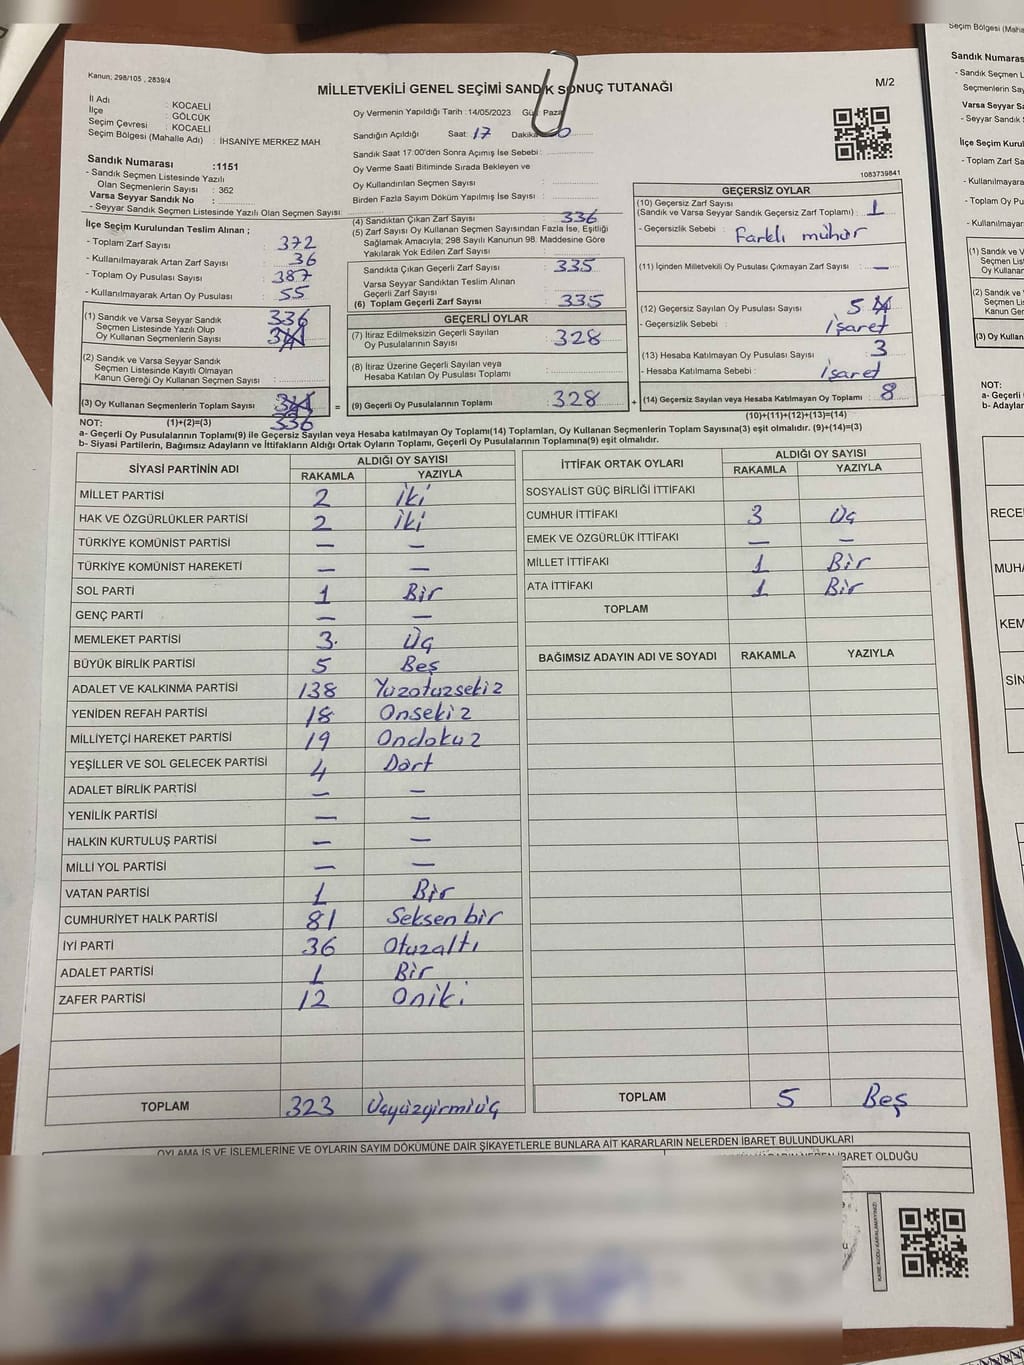 Kanun; 298/105 , 2839/4
MİLLETVEKİLİ GENEL SEÇİMİ SANDIK SONUÇ TUTANAĞI
M/2
İl Adı : KOCAELİ
İlçe : GÖLCÜK
Seçim Çevresi : KOCAELİ
Seçim Bölgesi (Mahalle Adı) : İHSANİYE MERKEZ MAH
Sandık Numarası :1151
- Sandık Seçmen Listesinde Yazılı
Olan Seçmenlerin Sayısı : 362
Varsa Seyyar Sandık No :
- Seyyar Sandık Seçmen Listesinde Yazılı Olan Seçmen Sayısı:
Oy Vermenin Yapıldığı Tarih :14/05/2023
Sandığın Açıldığı Saat: 17 Dakika
Sandık Saat 17:00'den Sonra Açımış İse Sebebi :
Oy Verme Saati Bitiminde Sırada Bekleyen ve
Oy Kullandırılan Seçmen Sayısı :
Birden Fazla Sayım Döküm Yapılmış İse Sayısı :
1083739841
İlçe Seçim Kurulundan Teslim Alınan ;
- Toplam Zarf Sayısı : 372
- Kullanılmayarak Artan Zarf Sayısı : 36
- Toplam Oy Pusulası Sayısı : 387
- Kullanılmayarak Artan Oy Pusulası : 55
(1) Sandık ve Varsa Seyyar Sandık 336
Seçmen Listesinde Yazılı Olup
Oy Kullanan Seçmenlerin Sayısı
(2) Sandık ve Varsa Seyyar Sandık
Seçmen Listesinde Kayıtlı Olmayan
Kanun Gereği Oy Kullanan Seçmen Sayısı :
(3) Oy Kullanan Seçmenlerin Toplam Sayısı
336
(1)+(2)=(3)
(4) Sandıktan Çıkan Zarf Sayısı : 336
(5) Zarf Sayısı Oy Kullanan Seçmen Sayısından Fazla İse, Eşitliği
Sağlamak Amacıyla; 298 Sayılı Kanunun 98. Maddesine Göre
Yakılarak Yok Edilen Zarf Sayısı :
Sandıkta Çıkan Geçerli Zarf Sayısı : 335
Varsa Seyyar Sandıktan Teslim Alınan
Geçerli Zarf Sayısı
(6) Toplam Geçerli Zarf Sayısı : 335
GEÇERLİ OYLAR
(7) İtiraz Edilmeksizin Geçerli Sayılan
Oy Pusulalarının Sayısı : 328
(8) İtiraz Üzerine Geçerli Sayılan veya
Hesaba Katılan Oy Pusulası Toplamı :
= (9) Geçerli Oy Pusulalarının Toplamı : 328 +
GEÇERSİZ OYLAR
(10) Geçersiz Zarf Sayısı
(Sandık ve Varsa Seyyar Sandık Geçersiz Zarf Toplamı) : 1
- Geçersizlik Sebebi : Farklı mühür
(11) İçinden Milletvekili Oy Pusulası Çıkmayan Zarf Sayısı : —
(12) Geçersiz Sayılan Oy Pusulası Sayısı : 5
- Geçersizlik Sebebi : İşaret
(13) Hesaba Katılmayan Oy Pusulası Sayısı : 3
- Hesaba Katılmama Sebebi : İşaret
(14) Geçersiz Sayılan veya Hesaba Katılmayan Oy Toplamı : 8
(10)+(11)+(12)+(13)=(14)
NOT:
a- Geçerli Oy Pusulalarının Toplamı(9) ile Geçersiz Sayılan veya Hesaba katılmayan Oy Toplamı(14) Toplamları, Oy Kullanan Seçmenlerin Toplam Sayısına(3) eşit olmalıdır. (9)+(14)=(3)
b- Siyasi Partilerin, Bağımsız Adayların ve İttifakların Aldığı Ortak Oyların Toplamı, Geçerli Oy Pusulalarının Toplamına(9) eşit olmalıdır.
SİYASİ PARTİNİN ADI ALDIĞI OY SAYISI
RAKAMLA YAZIYLA
MİLLET PARTİSİ 2 İki
HAK VE ÖZGÜRLÜKLER PARTİSİ 2 İki
TÜRKİYE KOMÜNİST PARTİSİ — —
TÜRKİYE KOMÜNİST HAREKETİ — —
SOL PARTİ 1 Bir
GENÇ PARTİ — —
MEMLEKET PARTİSİ 3 Üç
BÜYÜK BİRLİK PARTİSİ 5 Beş
ADALET VE KALKINMA PARTİSİ 138 Yüzotuzsekiz
YENİDEN REFAH PARTİSİ 18 Onsekiz
MİLLİYETÇİ HAREKET PARTİSİ 19 Ondokuz
YEŞİLLER VE SOL GELECEK PARTİSİ 4 Dört
ADALET BİRLİK PARTİSİ — —
YENİLİK PARTİSİ — —
HALKIN KURTULUŞ PARTİSİ — —
MİLLİ YOL PARTİSİ — —
VATAN PARTİSİ 1 Bir
CUMHURİYET HALK PARTİSİ 81 Seksen bir
İYİ PARTİ 36 Otuzaltı
ADALET PARTİSİ 1 Bir
ZAFER PARTİSİ 12 Oniki
TOPLAM 323 Üçyüzyirmiüç
İTTİFAK ORTAK OYLARI ALDIĞI OY SAYISI
RAKAMLA YAZIYLA
SOSYALİST GÜÇ BİRLİĞİ İTTİFAKI
CUMHUR İTTİFAKI 3 Üç
EMEK VE ÖZGÜRLÜK İTTİFAKI — —
MİLLET İTTİFAKI 1 Bir
ATA İTTİFAKI 1 Bir
TOPLAM
BAĞIMSIZ ADAYIN ADI VE SOYADI RAKAMLA YAZIYLA
TOPLAM 5 Beş
OYLAMA İŞ VE İŞLEMLERİNE VE OYLARIN SAYIM DÖKÜMÜNE DAİR ŞİKAYETLERLE BUNLARA AİT KARARLARIN NELERDEN İBARET BULUNDUKLARI
İBARET OLDUĞU
KARE KODU KARALAMAYINIZ!
Seçim Bölgesi (Maha
Sandık Numaras
- Sandık Seçmen L
Seçmenlerin Say
Varsa Seyyar S
- Seyyar Sandık S
İlçe Seçim Kurul
- Toplam Zarf Sa
- Kullanılmayan
- Toplam Oy Pu
- Kullanılmayar
(1) Sandık ve
Seçmen Lis
Oy Kullanan
(2) Sandık ve
Seçmen Lis
Kanun Ger
(3) Oy Kullan
NOT:
a- Geçerli
b- Adayla
RECE
MUHA
KEM
SİN